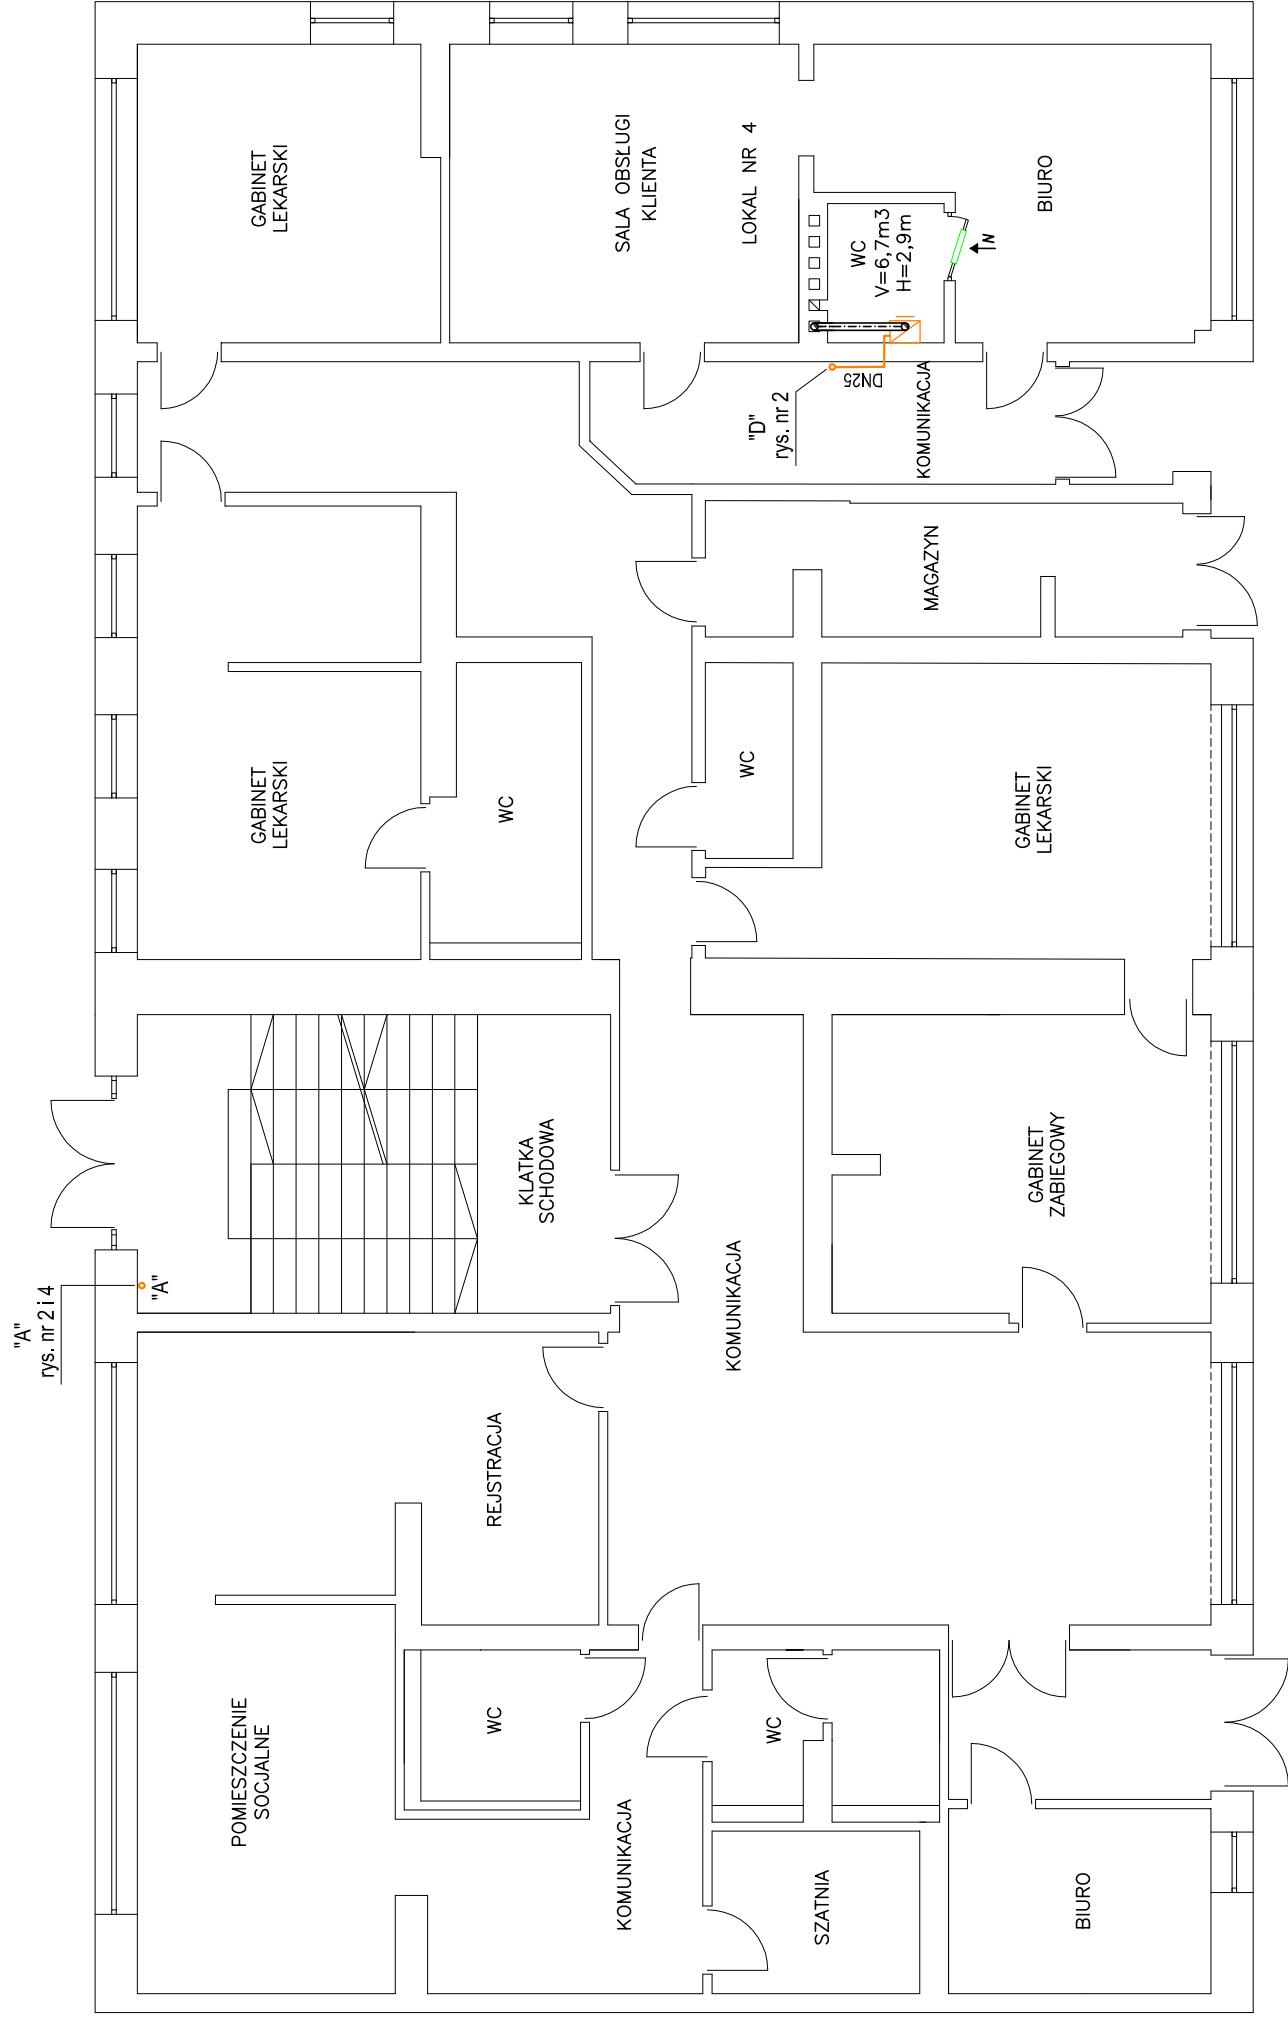 GABINET
LEKARSKI
SALA OBSŁUGI
KLIENTA
LOKAL NR 4
BIURO
WC
V=6,7m3
H=2,9m
N
DN25
"D"
rys. nr 2
KOMUNIKACJA
MAGAZYN
GABINET
LEKARSKI
WC
WC
GABINET
LEKARSKI
KLATKA
SCHODOWA
GABINET
ZABIEGOWY
"A"
rys. nr 2 i 4
"A"
KOMUNIKACJA
REJSTRACJA
POMIESZCZENIE
SOCJALNE
WC
WC
KOMUNIKACJA
SZATNIA
BIURO